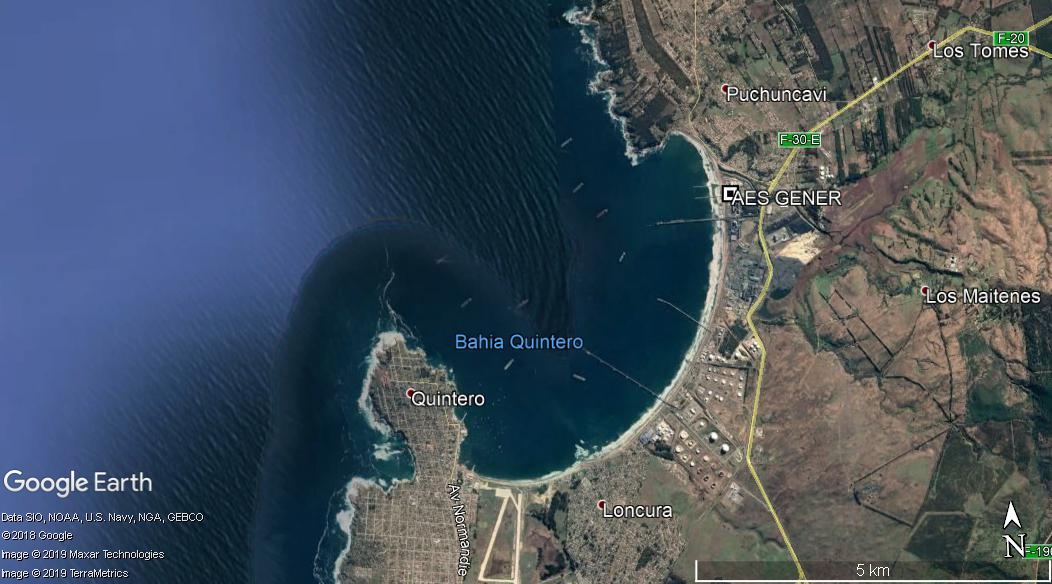 F-20
Los Tomes
Puchuncavi
F-30-E
AES GENER
Los Maitenes
Bahia Quintero
Quintero
Google Earth
Av Normandie
Loncura
Data SIO, NOAA, U.S. Navy, NGA, GEBCO
©2018 Google
Image © 2019 Maxar Technologies
Image © 2019 TerraMetrics
N
5 km